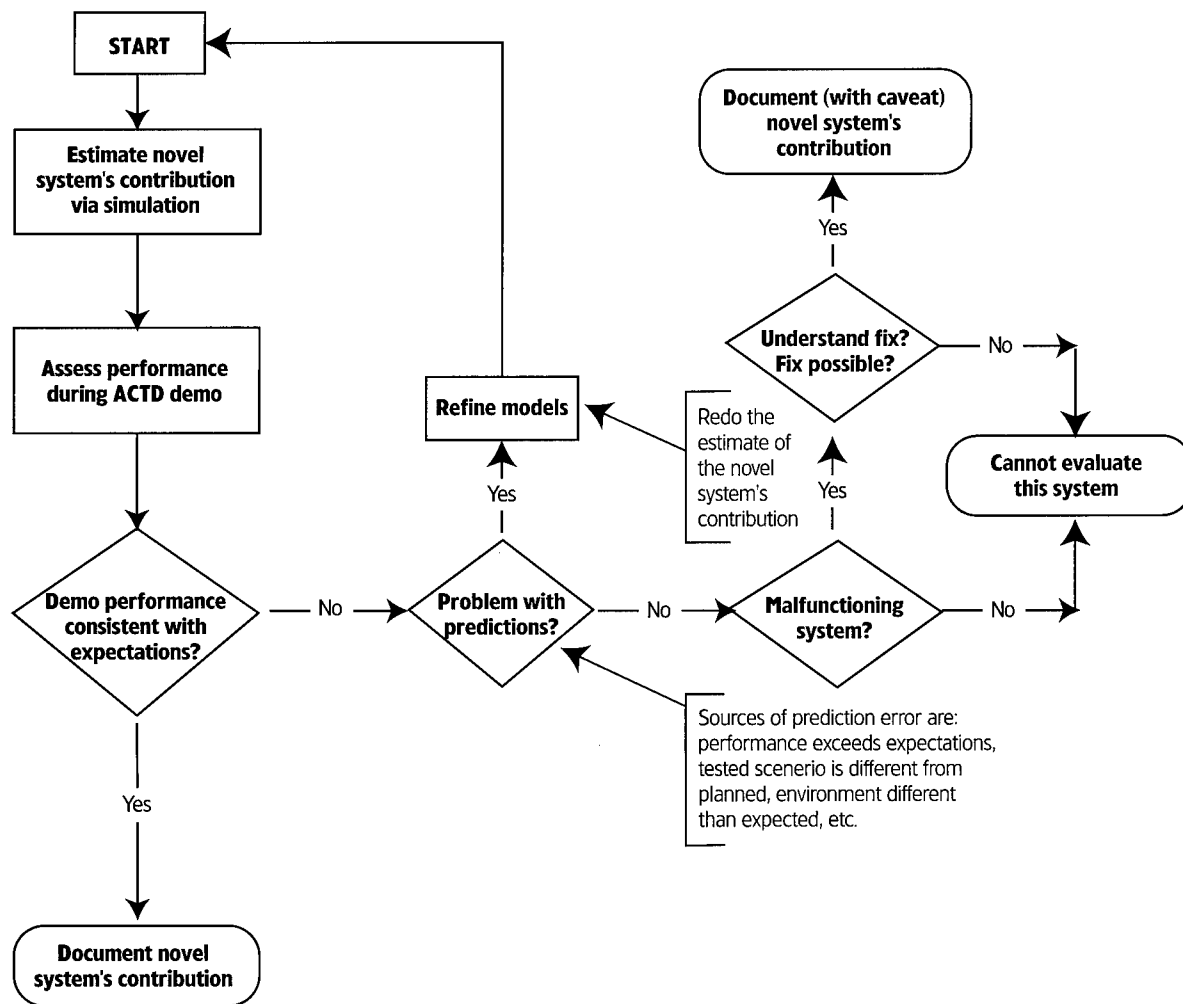 START
Estimate novel
system's contribution
via simulation
Assess performance
during ACTD demo
Demo performance
consistent with
expectations?
Yes
Document novel
system's contribution
No
Problem with
predictions?
Yes
Refine models
Redo the
estimate of
the novel
system's
contribution
No
Sources of prediction error are:
performance exceeds expectations,
tested scenerio is different from
planned, environment different
than expected, etc.
Malfunctioning
system?
Yes
Understand fix?
Fix possible?
Yes
Document (with caveat)
novel system's
contribution
No
Cannot evaluate
this system
No